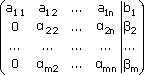 a₁₁ a₁₂ ... a₁ₙ | b₁
0 α₂₂ ... α₂ₙ | β₂
... ... ... ... | ...
0 αₘ₂ ... αₘₙ | βₘ